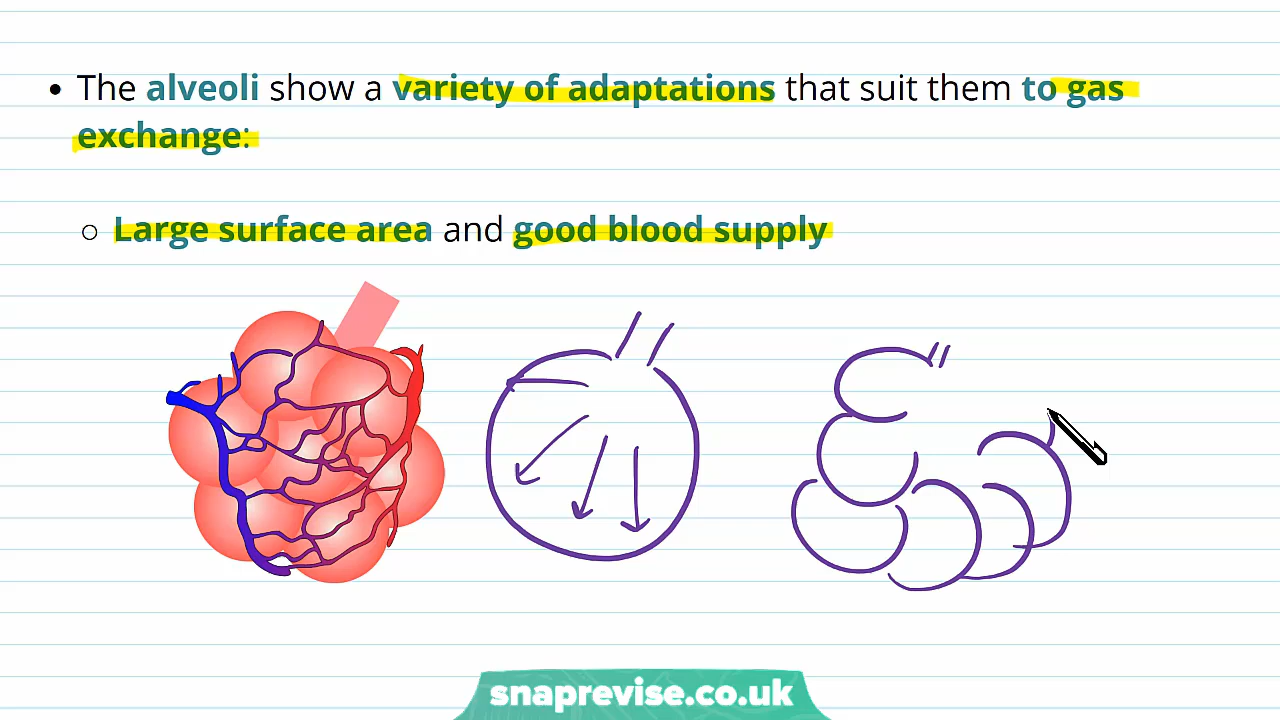 • The alveoli show a variety of adaptations that suit them to gas
exchange:
○ Large surface area and good blood supply
snaprevise.co.uk